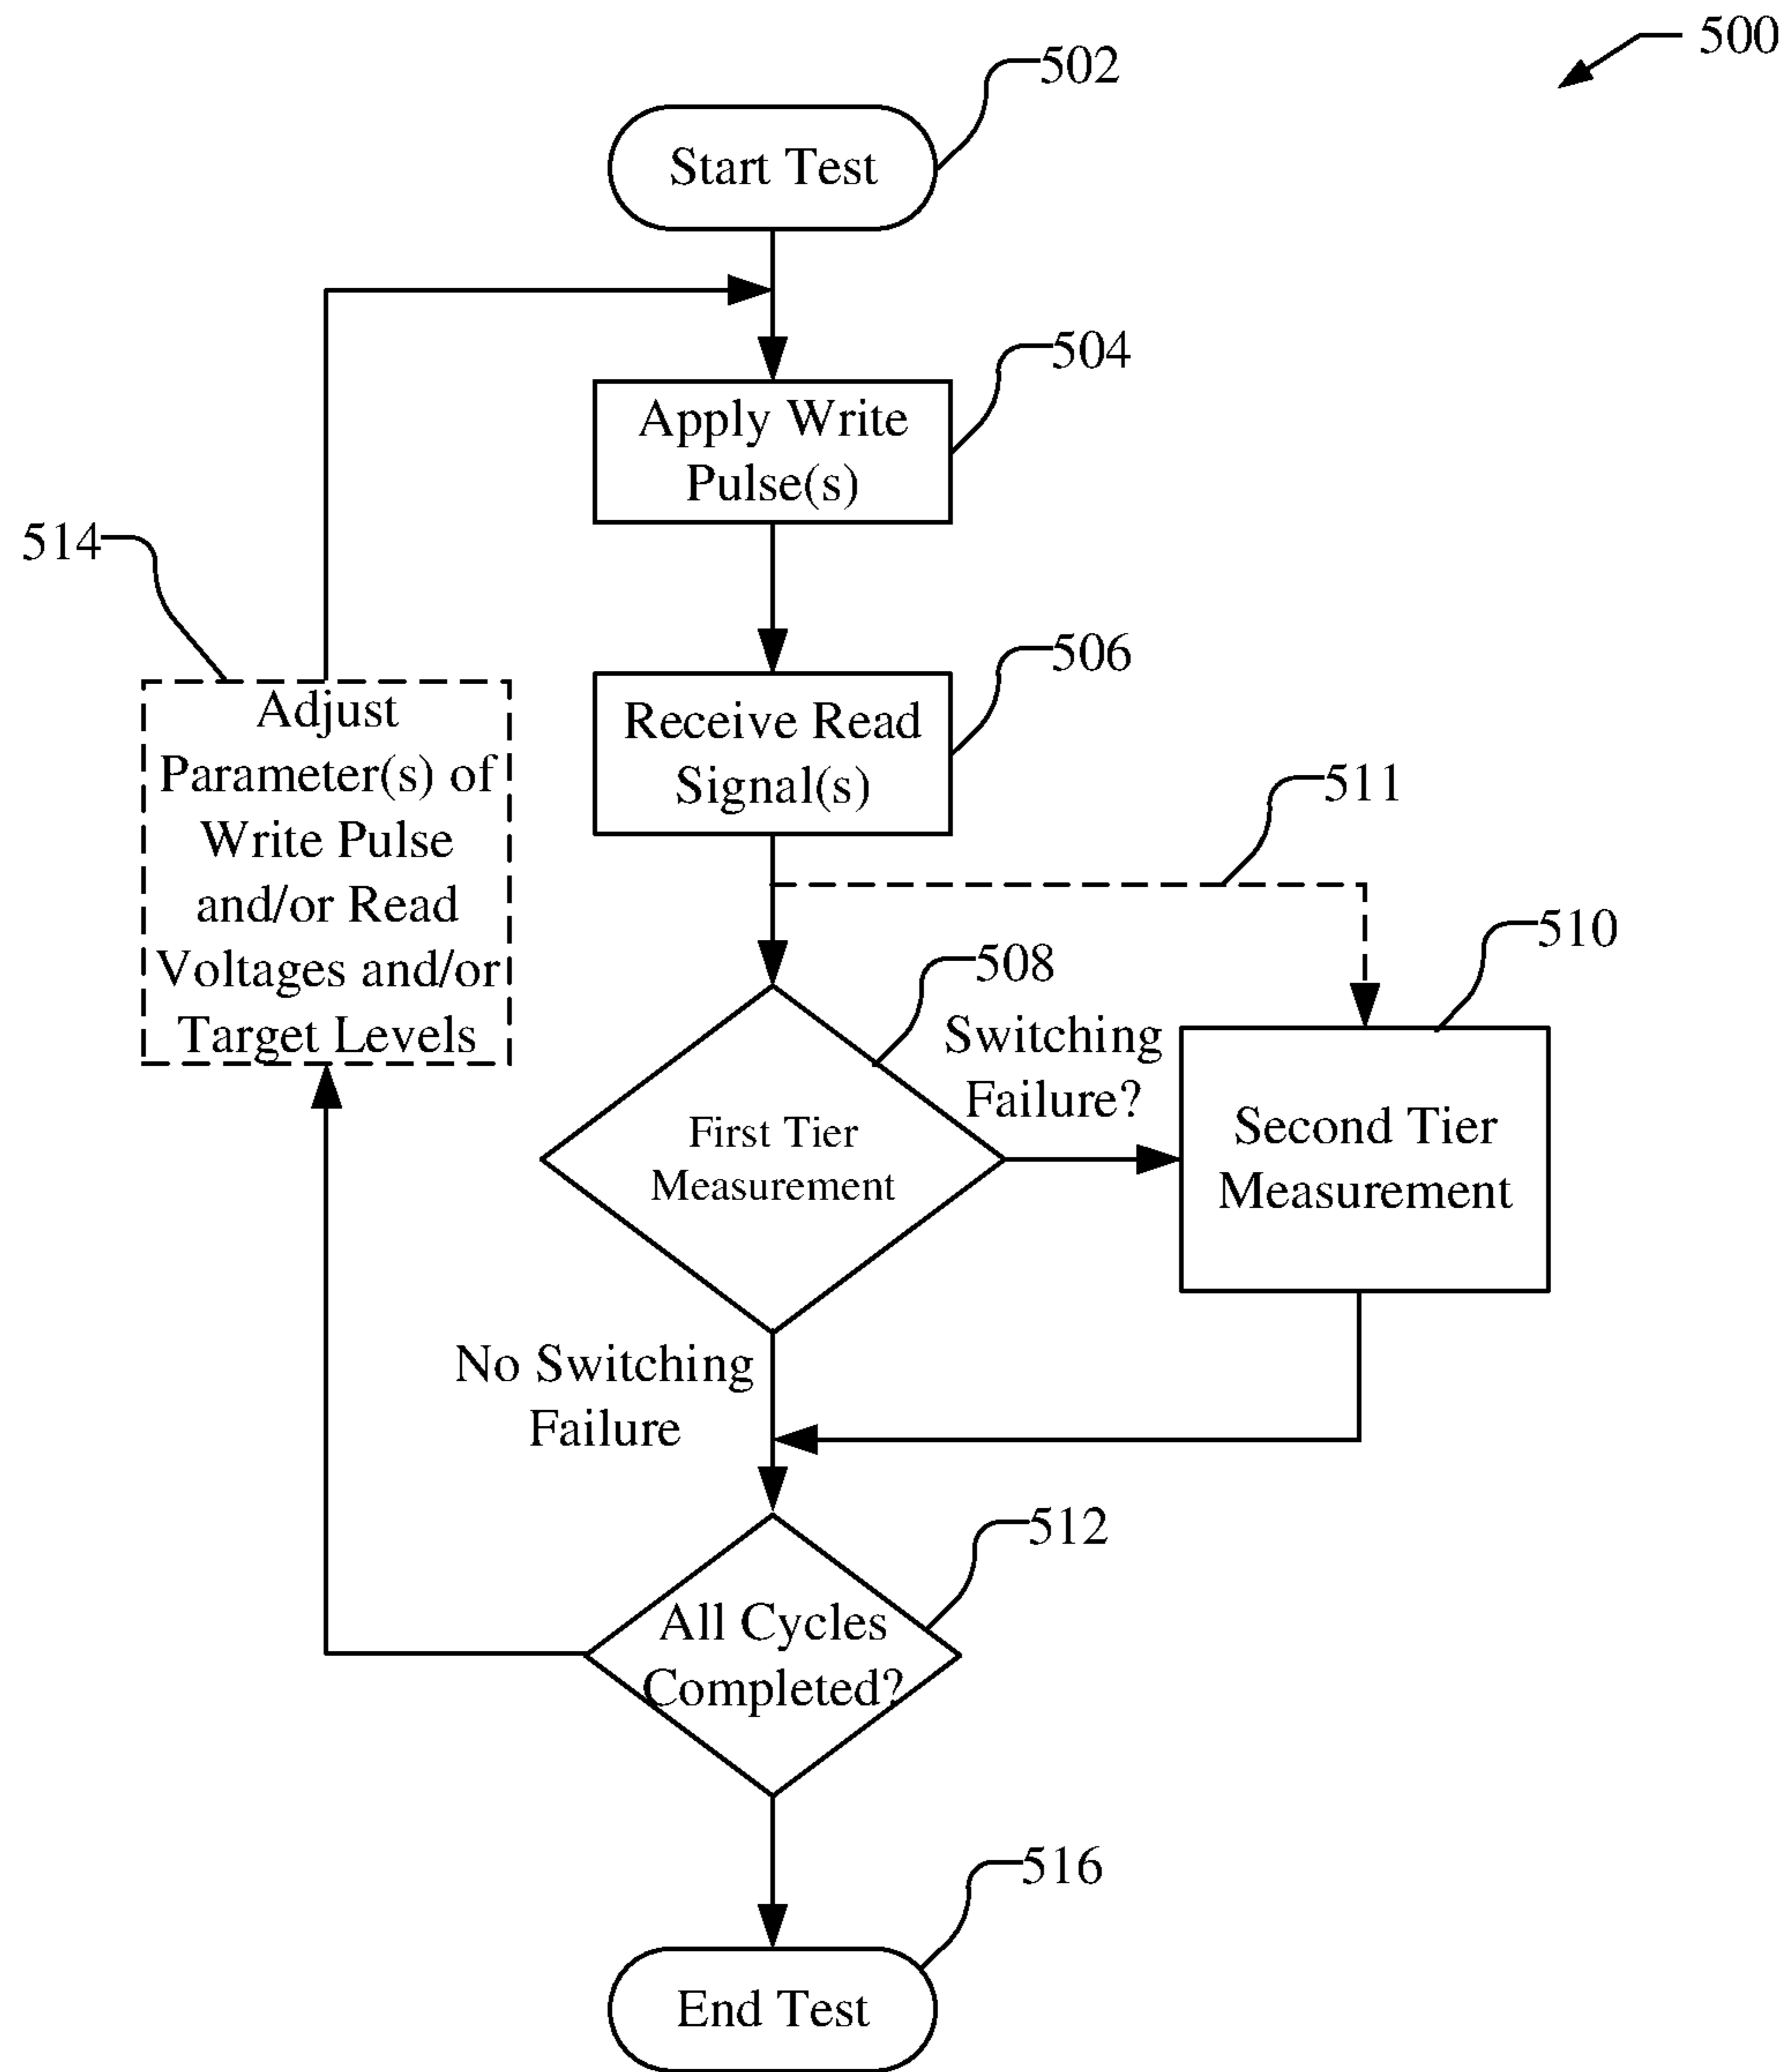 500
502
Start Test
504
Apply Write
Pulse(s)
514
506
Receive Read
Signal(s)
Adjust
Parameter(s) of
Write Pulse
and/or Read
Voltages and/or
Target Levels
511
510
508
Switching
Failure?
First Tier
Measurement
Second Tier
Measurement
No Switching
Failure
512
All Cycles
Completed?
516
End Test